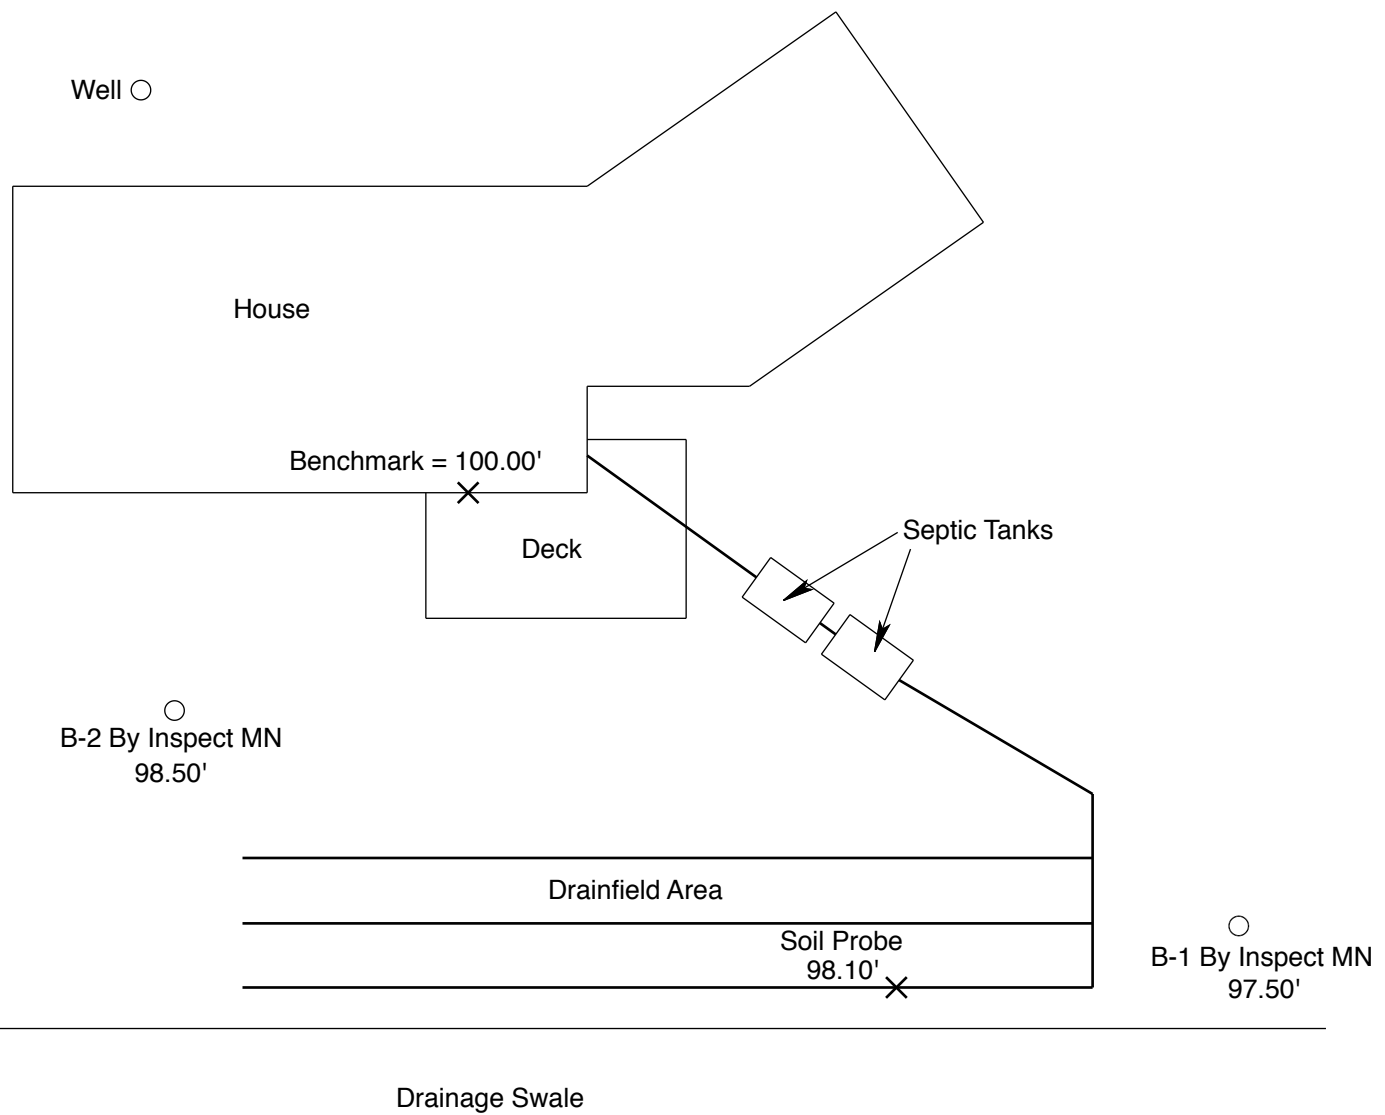 Well
House
Benchmark = 100.00'
Septic Tanks
Deck
B-2 By Inspect MN
98.50'
Drainfield Area
Soil Probe
98.10'
B-1 By Inspect MN
97.50'
Drainage Swale